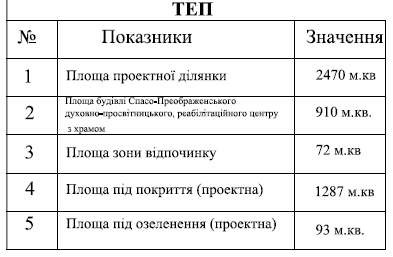 ТЕП
№ Показники Значення
1 Площа проектної ділянки 2470 м.кв
2 Площа будівлі Спасо-Преображенського
духовно-просвітницького, реабілітаційного центру 910 м.кв.
з храмом
3 Площа зони відпочинку 72 м.кв
4 Площа під покриття (проектна) 1287 м.кв
5 Площа під озеленення (проектна) 93 м.кв.